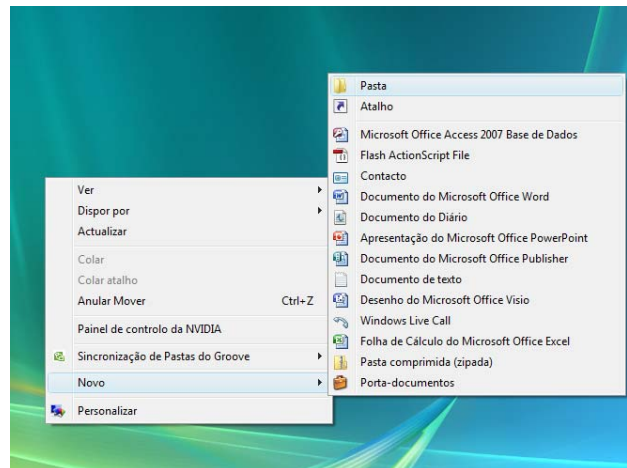 Ver
Dispor por
Actualizar
Colar
Colar atalho
Anular Mover Ctrl+Z
Painel de controlo da NVIDIA
Sincronização de Pastas do Groove
Novo
Personalizar
Pasta
Atalho
Microsoft Office Access 2007 Base de Dados
Flash ActionScript File
Contacto
Documento do Microsoft Office Word
Documento do Diário
Apresentação do Microsoft Office PowerPoint
Documento do Microsoft Office Publisher
Documento de texto
Desenho do Microsoft Office Visio
Windows Live Call
Folha de Cálculo do Microsoft Office Excel
Pasta comprimida (zipada)
Porta-documentos